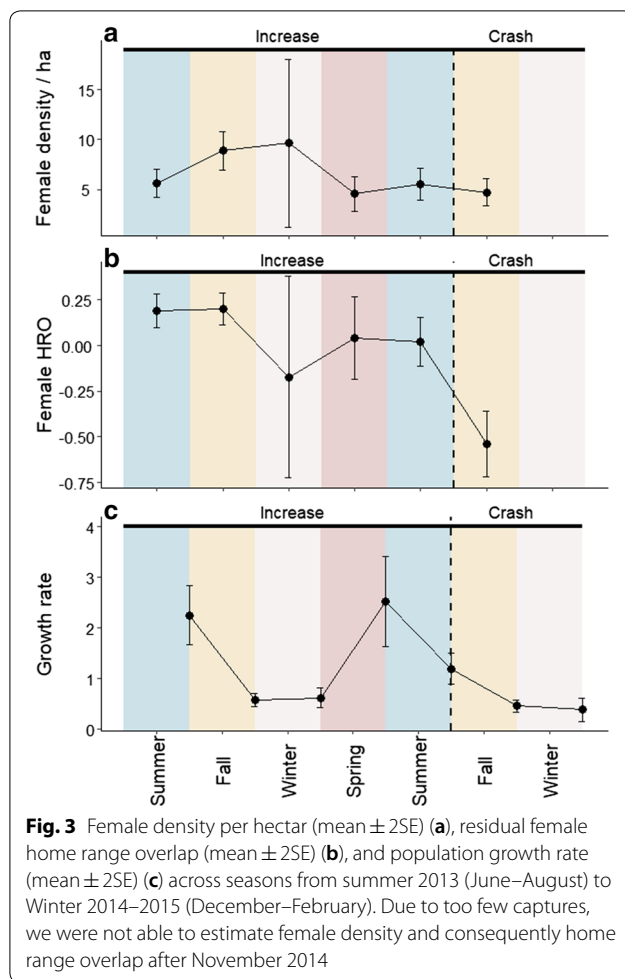 a
Increase
Crash
Female density / ha
15
10
5
b
Increase
Crash
Female HRO
0.25
0.00
-0.25
-0.50
-0.75
c
Increase
Crash
Growth rate
4
3
2
1
0
Summer
Fall
Winter
Spring
Summer
Fall
Winter
Fig. 3 Female density per hectar (mean ± 2SE) (a), residual female
home range overlap (mean ± 2SE) (b), and population growth rate
(mean ± 2SE) (c) across seasons from summer 2013 (June–August) to
Winter 2014–2015 (December–February). Due to too few captures,
we were not able to estimate female density and consequently home
range overlap after November 2014